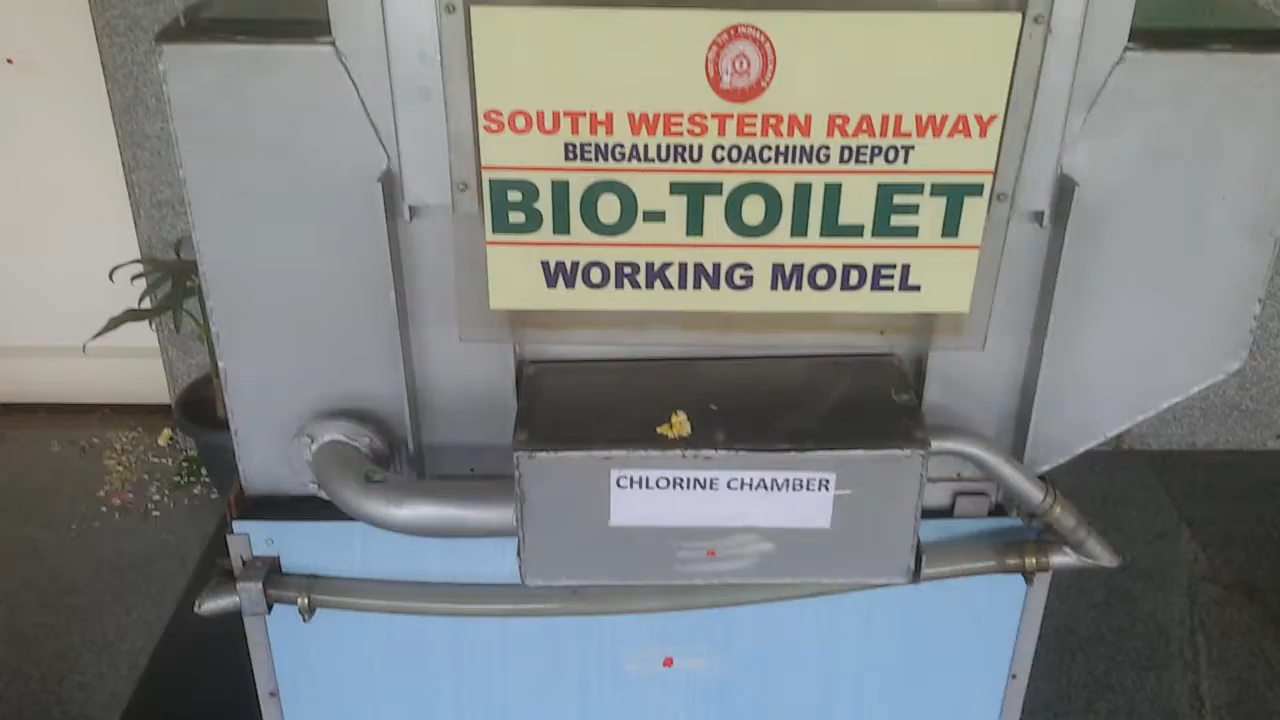 SOUTH WESTERN RAILWAY
BENGALURU COACHING DEPOT
BIO-TOILET
WORKING MODEL
CHLORINE CHAMBER